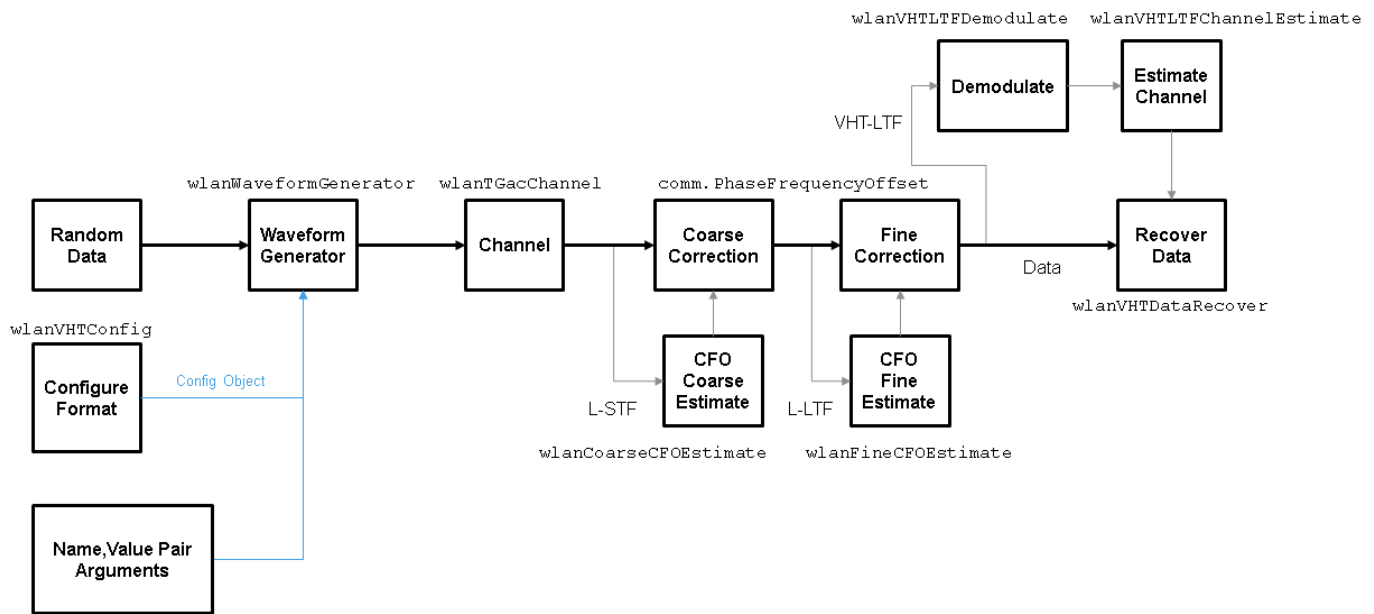 wlanVHTLTFDemodulate
wlanVHTLTFChannelEstimate
Demodulate
Estimate
Channel
VHT-LTF
wlanWaveformGenerator
wlanTGacChannel
comm.PhaseFrequencyOffset
Random
Data
Waveform
Generator
Channel
Coarse
Correction
Fine
Correction
Data
Recover
Data
wlanVHTDataRecover
wlanVHTConfig
Configure
Format
Config Object
L-STF
CFO
Coarse
Estimate
L-LTF
CFO
Fine
Estimate
wlanCoarseCFOEstimate
wlanFineCFOEstimate
Name,Value Pair
Arguments